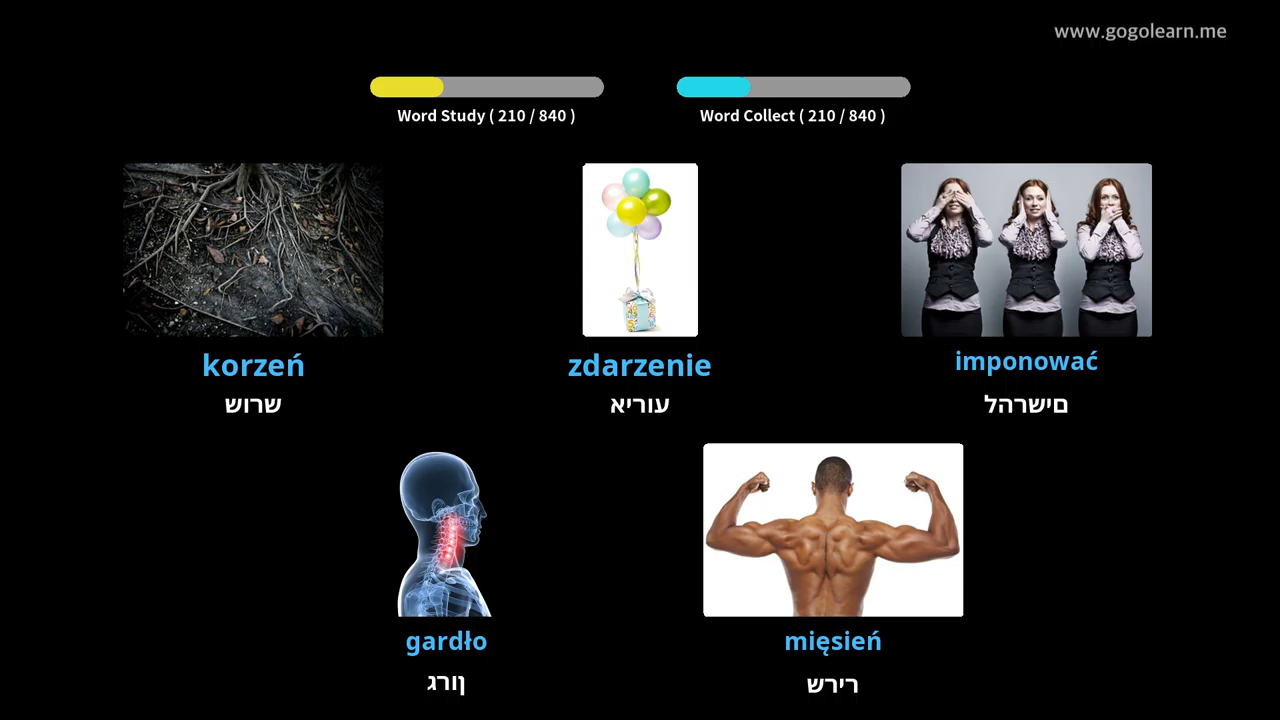 www.gogolearn.me
Word Study ( 210 / 840 )
Word Collect ( 210 / 840 )
korzeń
שרוש
zdarzenie
עוריא
imponować
םישרהל
gardło
ןורג
mięsień
רירש